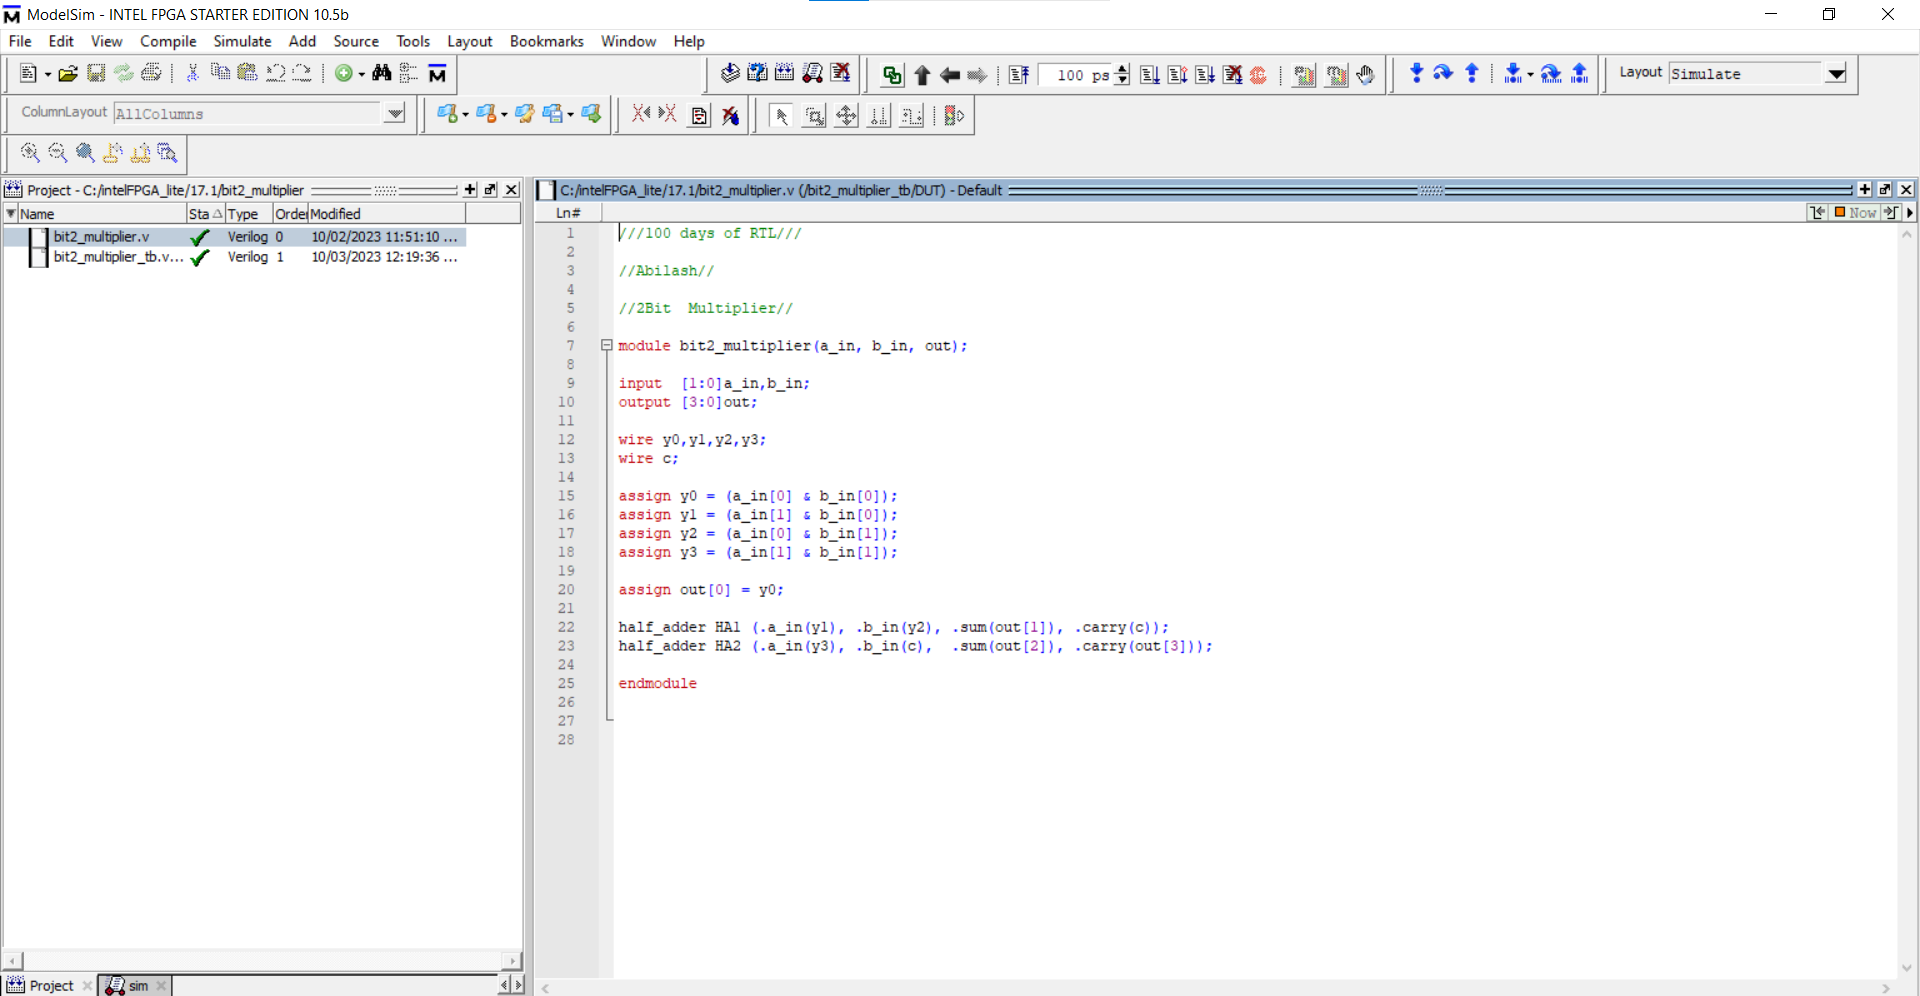 ModelSim - INTEL FPGA STARTER EDITION 10.5b
File Edit View Compile Simulate Add Source Tools Layout Bookmarks Window Help
100 ps
Layout Simulate
ColumnLayout AllColumns
Project - C:/intelFPGA_lite/17.1/bit2_multiplier
Name Sta Type Order Modified
bit2_multiplier.v Verilog 0 10/02/2023 11:51:10 ...
bit2_multiplier_tb.v... Verilog 1 10/03/2023 12:19:36 ...
Project sim
C:/intelFPGA_lite/17.1/bit2_multiplier.v (/bit2_multiplier_tb/DUT) - Default
Ln#
Now
1 ///100 days of RTL///
2
3 //Abilash//
4
5 //2Bit  Multiplier//
6
7 module bit2_multiplier(a_in, b_in, out);
8
9 input  [1:0]a_in,b_in;
10 output [3:0]out;
11
12 wire y0,y1,y2,y3;
13 wire c;
14
15 assign y0 = (a_in[0] & b_in[0]);
16 assign y1 = (a_in[1] & b_in[0]);
17 assign y2 = (a_in[0] & b_in[1]);
18 assign y3 = (a_in[1] & b_in[1]);
19
20 assign out[0] = y0;
21
22 half_adder HA1 (.a_in(y1), .b_in(y2), .sum(out[1]), .carry(c));
23 half_adder HA2 (.a_in(y3), .b_in(c),  .sum(out[2]), .carry(out[3]));
24
25 endmodule
26
27
28